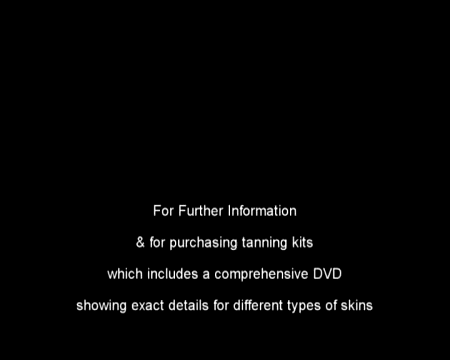 For Further Information
& for purchasing tanning kits
which includes a comprehensive DVD
showing exact details for different types of skins